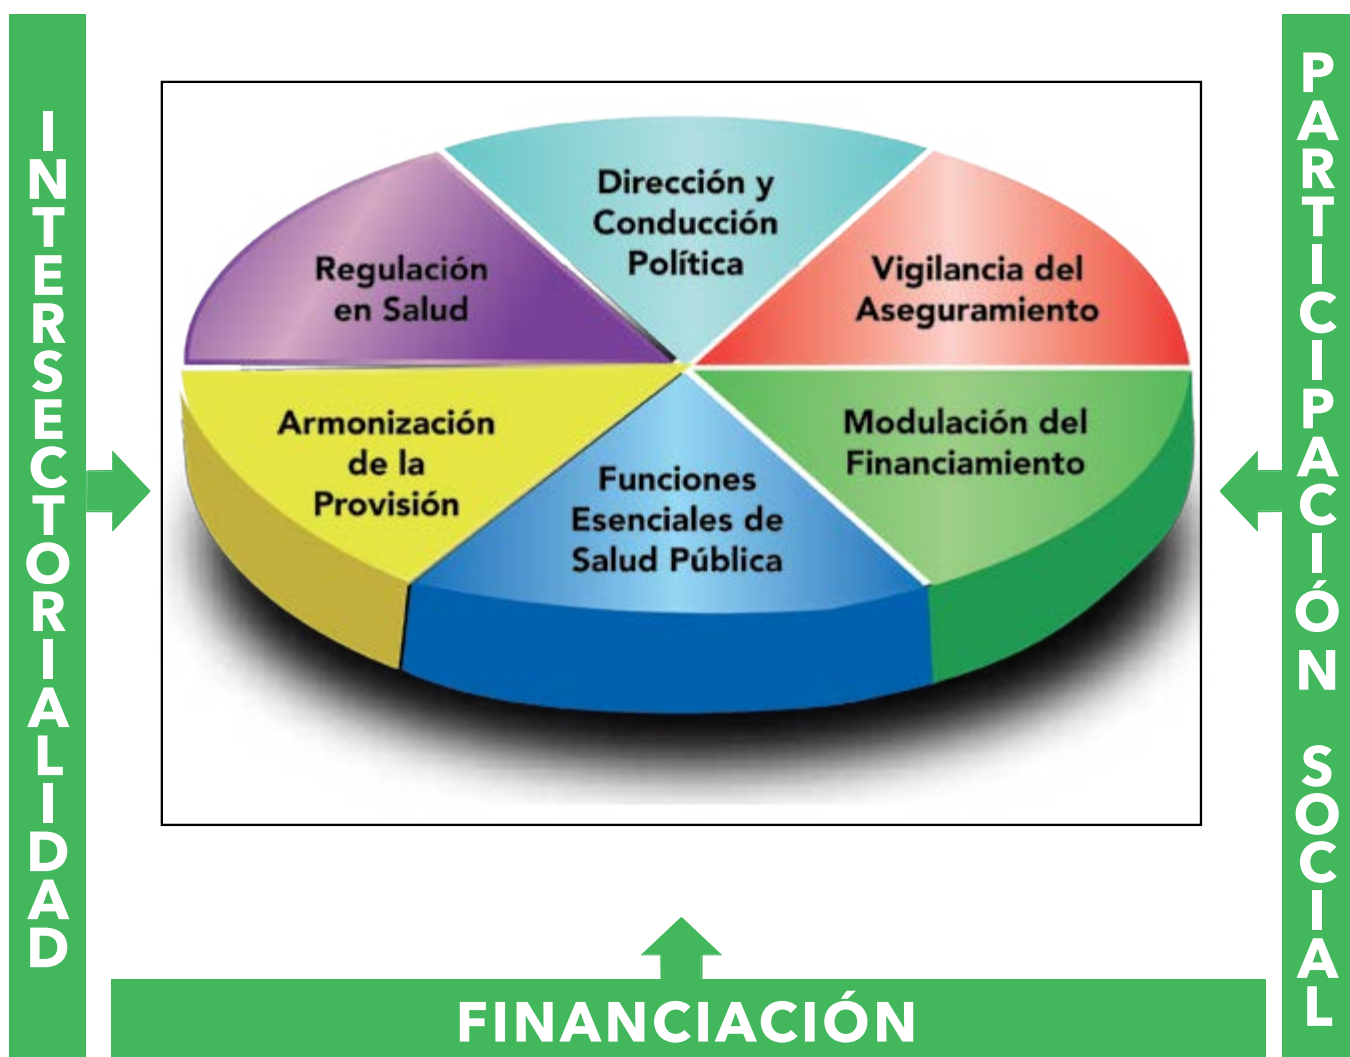 INTERSECTORIALIDAD
Dirección y
Conducción
Política
Regulación
en Salud
Vigilancia del
Aseguramiento
Armonización
de la
Provisión
Funciones
Esenciales de
Salud Pública
Modulación del
Financiamiento
PARTICIPACIÓN SOCIAL
FINANCIACIÓN